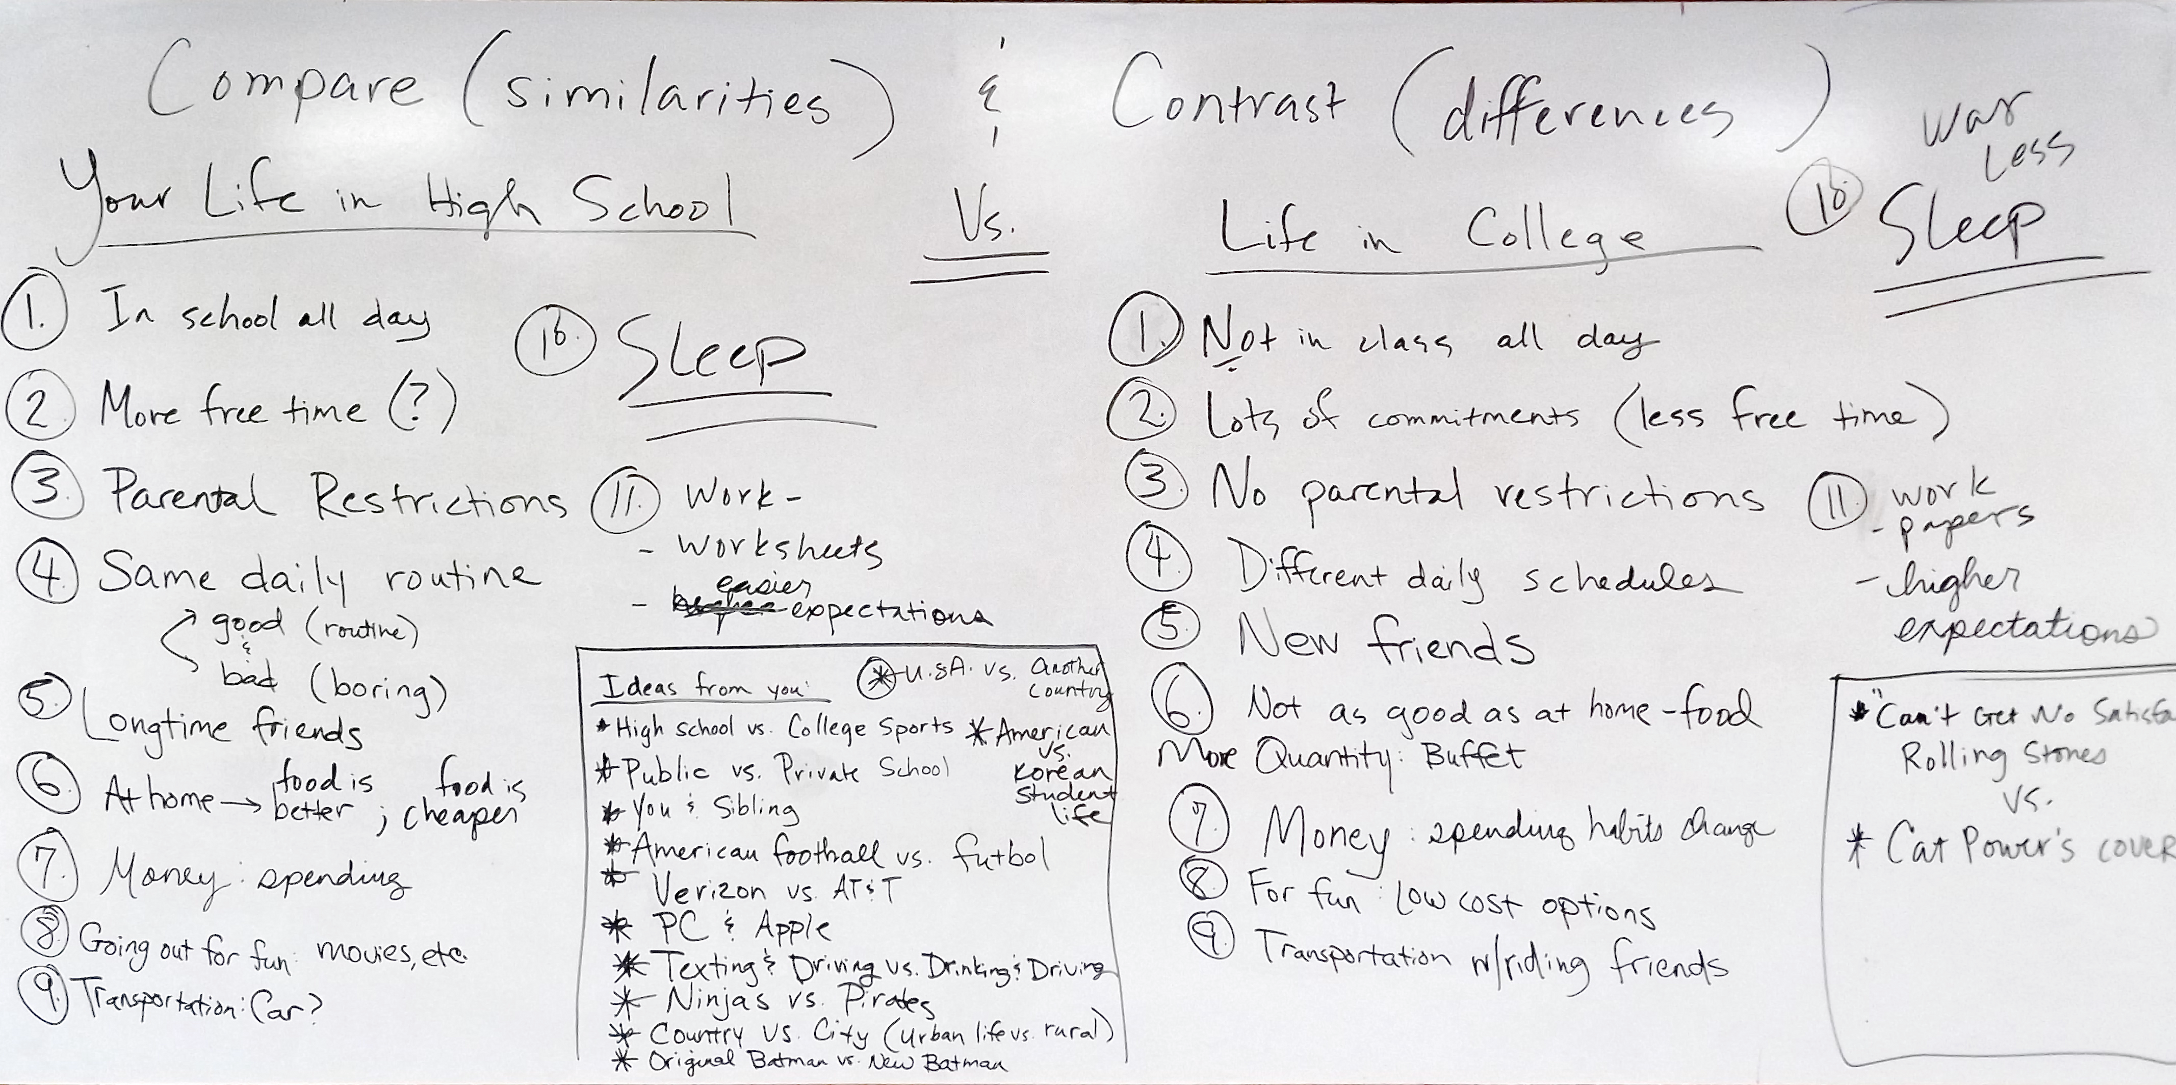 Compare (similarities) & Contrast (differences)
Your Life in High School Vs. Life in College
1. In school all day
2 More free time (?)
3. Parental Restrictions
4. Same daily routine
good (routine)
&
bad (boring)
5. Longtime friends
6. At home → food is better ; food is cheaper
7. Money: spending
8. Going out for fun: movies, etc.
9. Transportation: Car?
10. Sleep
11. Work -
- worksheets
- easier expectations
Ideas from you:
* U.S.A. vs. Another Country
* High school vs. College Sports
* American vs. Korean student life
* Public vs. Private School
* You & Sibling
* American football vs. futbol
* Verizon vs. AT&T
* PC & Apple
* Texting & Driving vs. Drinking & Driving
* Ninjas vs. Pirates
* Country vs. City (urban life vs. rural)
* Original Batman vs. New Batman
1. Not in class all day
2. Lots of commitments (less free time)
3. No parental restrictions
4. Different daily schedules
5. New friends
6. Not as good as at home - food
More Quantity: Buffet
7. Money: spending habits change
8. For fun: low cost options
9. Transportation w/riding friends
way
less
10. Sleep
11. work
- papers
- higher
expectations
* "Can't Get No Satisfa
Rolling Stones
vs.
* Cat Power's cover